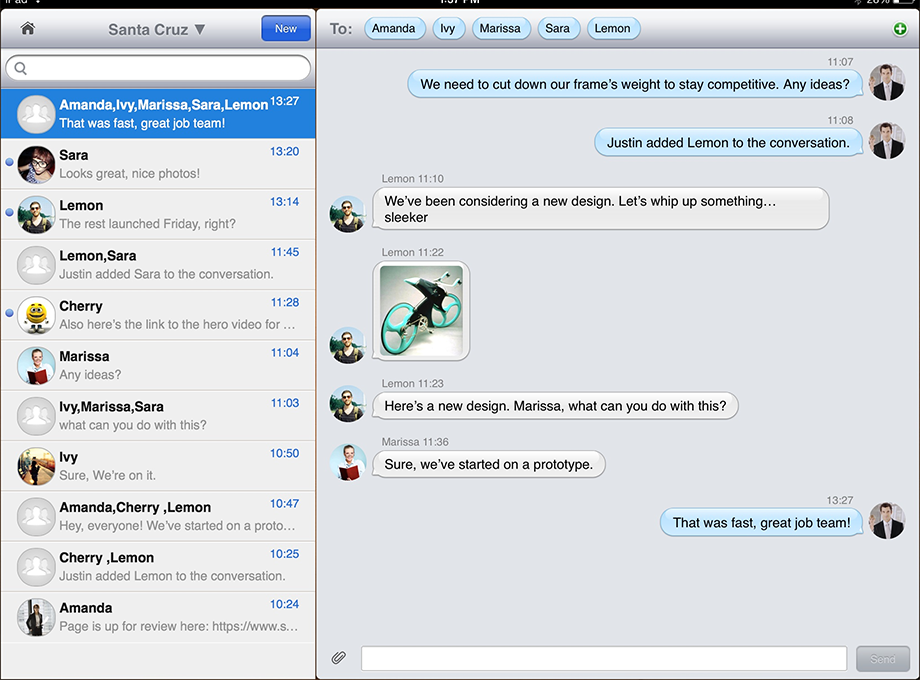 iPad
1:37 PM
28%
Santa Cruz ▼
New
Amanda,Ivy,Marissa,Sara,Lemon 13:27
That was fast, great job team!
Sara 13:20
Looks great, nice photos!
Lemon 13:14
The rest launched Friday, right?
Lemon,Sara 11:45
Justin added Sara to the conversation.
Cherry 11:28
Also here's the link to the hero video for …
Marissa 11:04
Any ideas?
Ivy,Marissa,Sara 11:03
what can you do with this?
Ivy 10:50
Sure, We're on it.
Amanda,Cherry ,Lemon 10:47
Hey, everyone! We've started on a proto…
Cherry ,Lemon 10:25
Justin added Lemon to the conversation.
Amanda 10:24
Page is up for review here: https://www.s…
To: Amanda Ivy Marissa Sara Lemon
11:07
We need to cut down our frame's weight to stay competitive. Any ideas?
11:08
Justin added Lemon to the conversation.
Lemon 11:10
We've been considering a new design. Let's whip up something…
sleeker
Lemon 11:22
Lemon 11:23
Here's a new design. Marissa, what can you do with this?
Marissa 11:36
Sure, we've started on a prototype.
13:27
That was fast, great job team!
Send